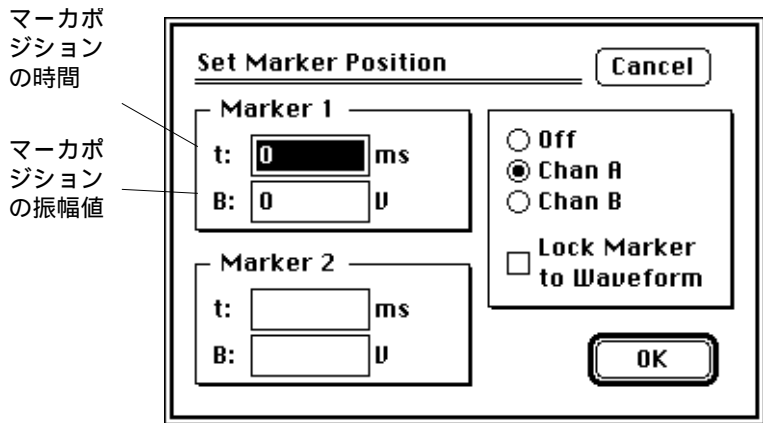 マーカポ
ジション
の時間
マーカポ
ジション
の振幅値
Set Marker Position
Cancel
Marker 1
t: 0 ms
B: 0 V
Marker 2
t: ms
B: V
Off
Chan A
Chan B
Lock Marker
to Waveform
OK